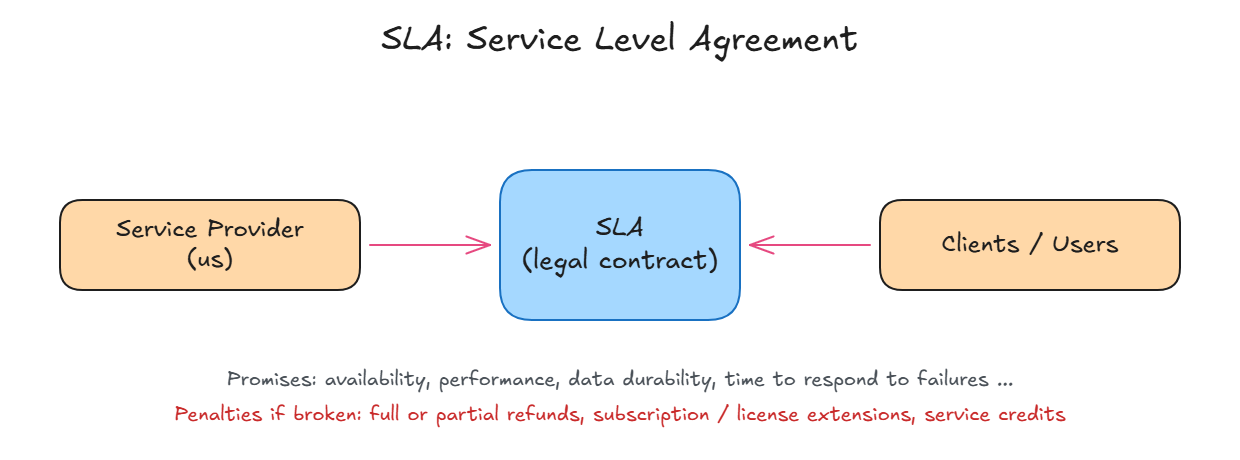 SLA: Service Level Agreement
Service Provider
(us)
SLA
(legal contract)
Clients / Users
Promises: availability, performance, data durability, time to respond to failures ...
Penalties if broken: full or partial refunds, subscription / license extensions, service credits